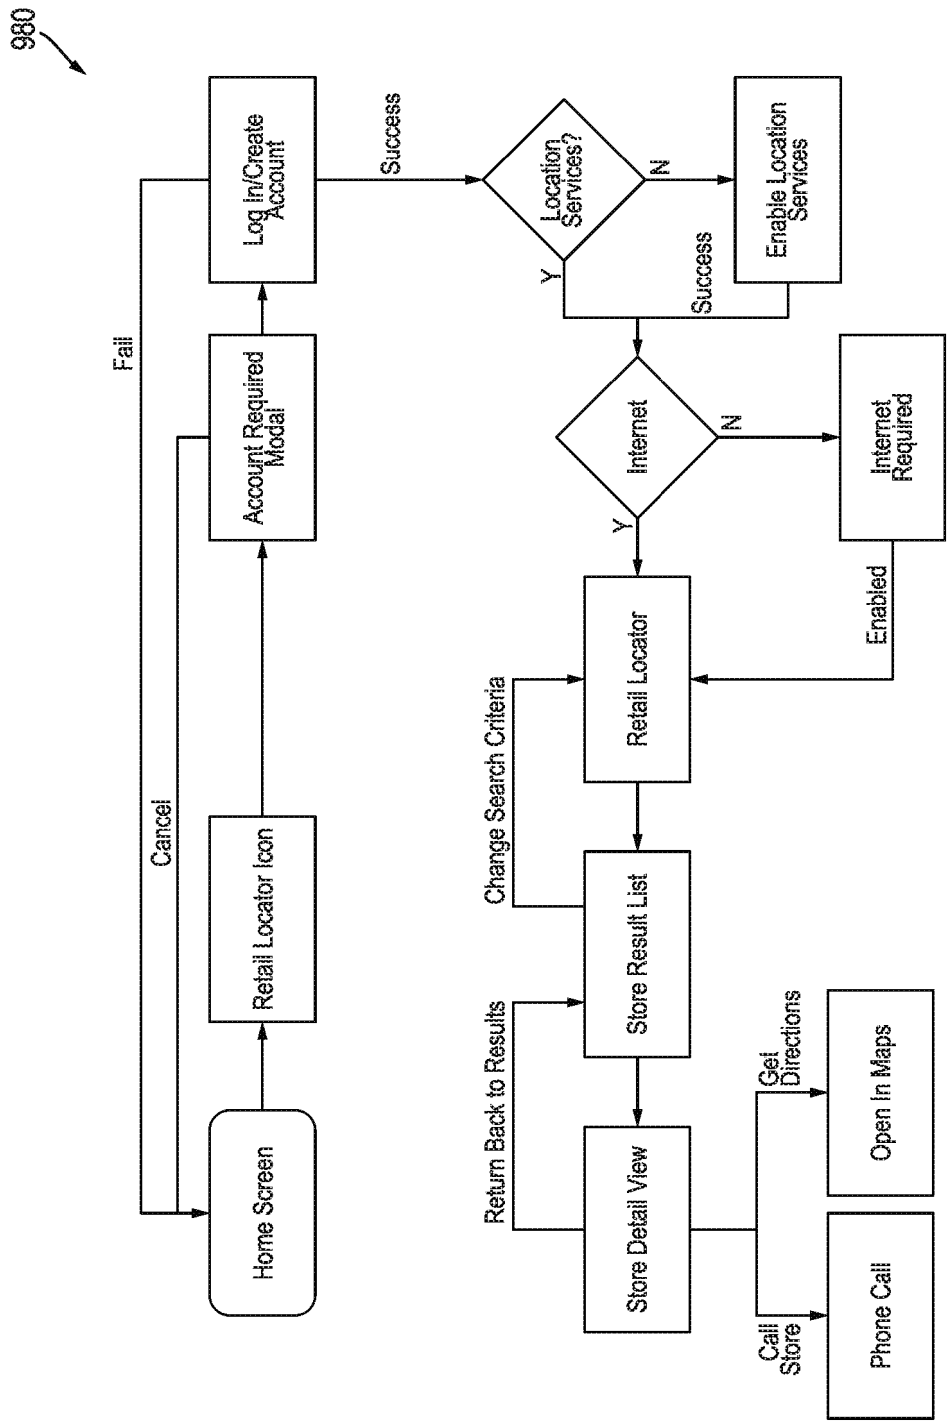 980
Fail
Cancel
Home Screen
Retail Locator Icon
Account Required
Modal
Log In/Create
Account
Success
Location
Services?
Y
N
Enable Location
Services
Success
Internet
Y
N
Internet
Required
Enabled
Retail Locator
Change Search Criteria
Store Result List
Return Back to Results
Store Detail View
Get
Directions
Open In Maps
Call
Store
Phone Call